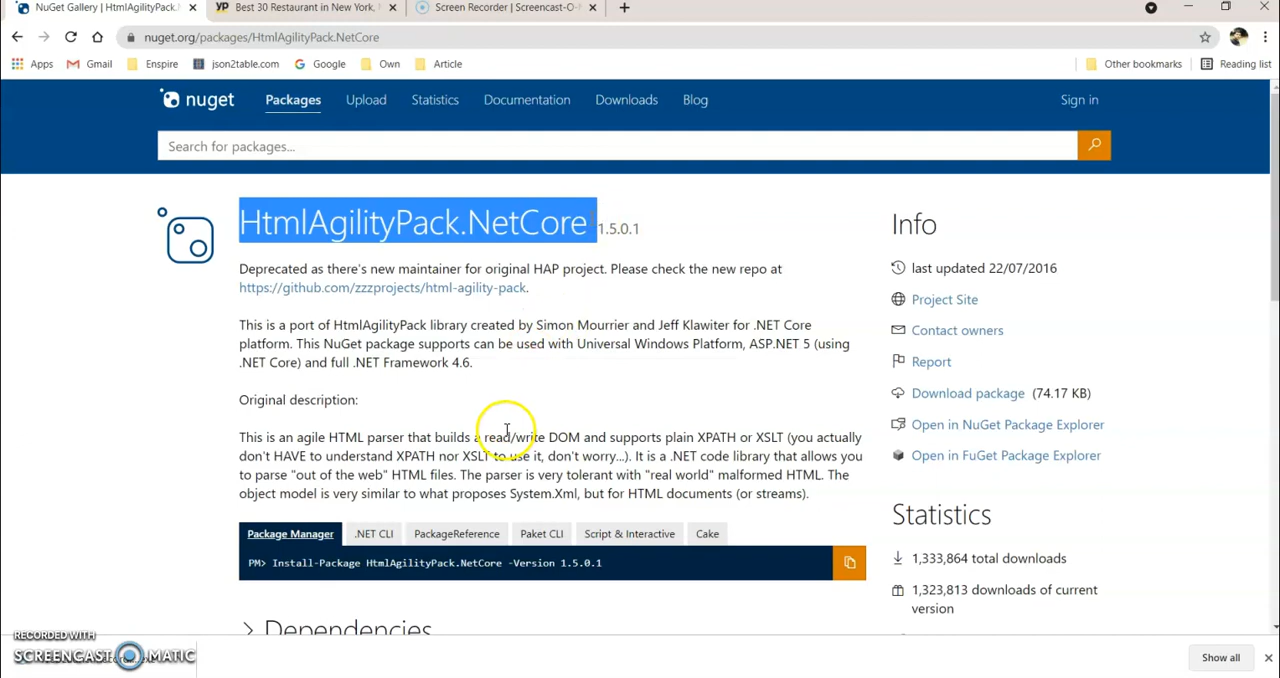 NuGet Gallery | HtmlAgilityPack.N
Best 30 Restaurant in New York,
Screen Recorder | Screencast-O-M
nuget.org/packages/HtmlAgilityPack.NetCore
Apps Gmail Enspire json2table.com Google Own Article Other bookmarks Reading list
nuget Packages Upload Statistics Documentation Downloads Blog Sign in
Search for packages...
HtmlAgilityPack.NetCore 1.5.0.1
Deprecated as there's new maintainer for original HAP project. Please check the new repo at
https://github.com/zzzprojects/html-agility-pack.
This is a port of HtmlAgilityPack library created by Simon Mourrier and Jeff Klawiter for .NET Core
platform. This NuGet package supports can be used with Universal Windows Platform, ASP.NET 5 (using
.NET Core) and full .NET Framework 4.6.
Original description:
This is an agile HTML parser that builds a read/write DOM and supports plain XPATH or XSLT (you actually
don't HAVE to understand XPATH nor XSLT to use it, don't worry...). It is a .NET code library that allows you
to parse "out of the web" HTML files. The parser is very tolerant with "real world" malformed HTML. The
object model is very similar to what proposes System.Xml, but for HTML documents (or streams).
Package Manager .NET CLI PackageReference Paket CLI Script & Interactive Cake
PM> Install-Package HtmlAgilityPack.NetCore -Version 1.5.0.1
Dependencies
Info
last updated 22/07/2016
Project Site
Contact owners
Report
Download package (74.17 KB)
Open in NuGet Package Explorer
Open in FuGet Package Explorer
Statistics
1,333,864 total downloads
1,323,813 downloads of current
version
RECORDED WITH
SCREENCAST MATIC
Show all